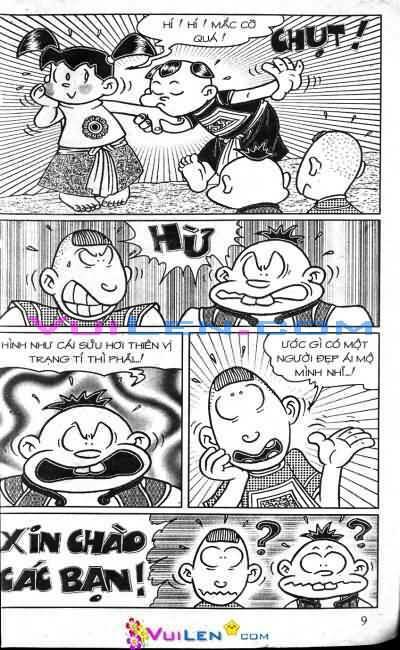 HÍ! HÍ! MẮC CỠ
QUÁ!
CHỤT!
HỪ
VuiLen.com
HÌNH NHƯ CÁI SỬU HƠI THIÊN VỊ
TRẠNG TÍ THÌ PHẢI..!
ƯỚC GÌ CÓ MỘT
NGƯỜI ĐẸP ÁI MỘ
MÌNH NHỈ...!
XIN CHÀO
CÁC BẠN!
?
?
9
VuiLen.com